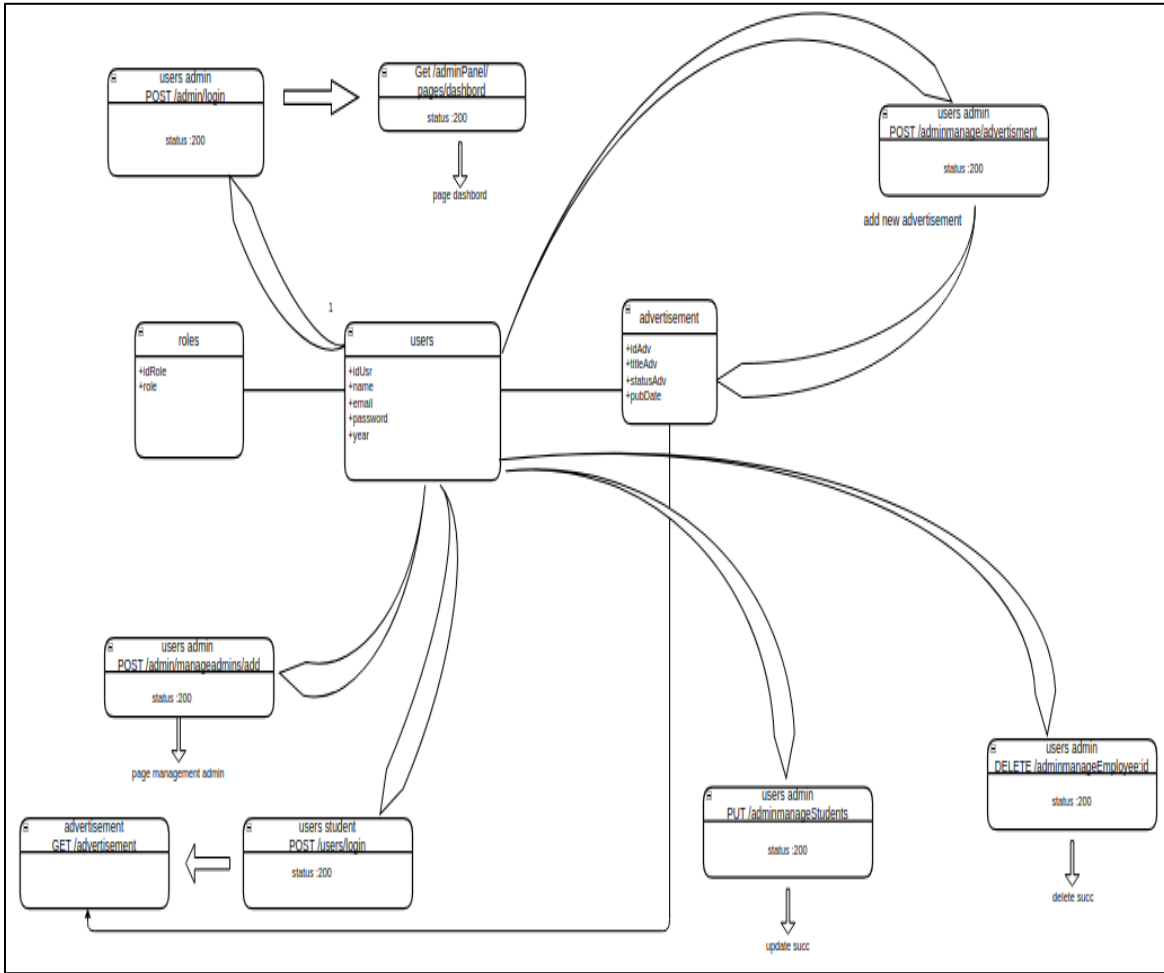 users admin
POST /admin/login
status :200
Get /adminPanel/
pages/dashbord
status :200
page dashbord
users admin
POST /adminmanage/advertisment
status :200
add new advertisement
1
roles
+idRole
+role
users
+idUsr
+name
+email
+password
+year
advertisement
+idAdv
+titleAdv
+statusAdv
+pubDate
users admin
POST /admin/manageadmins/add
status :200
page management admin
advertisement
GET /advertisement
users student
POST /users/login
status :200
users admin
PUT /adminmanageStudents
status :200
update succ
users admin
DELETE /adminmanageEmployee:id
status :200
delete succ